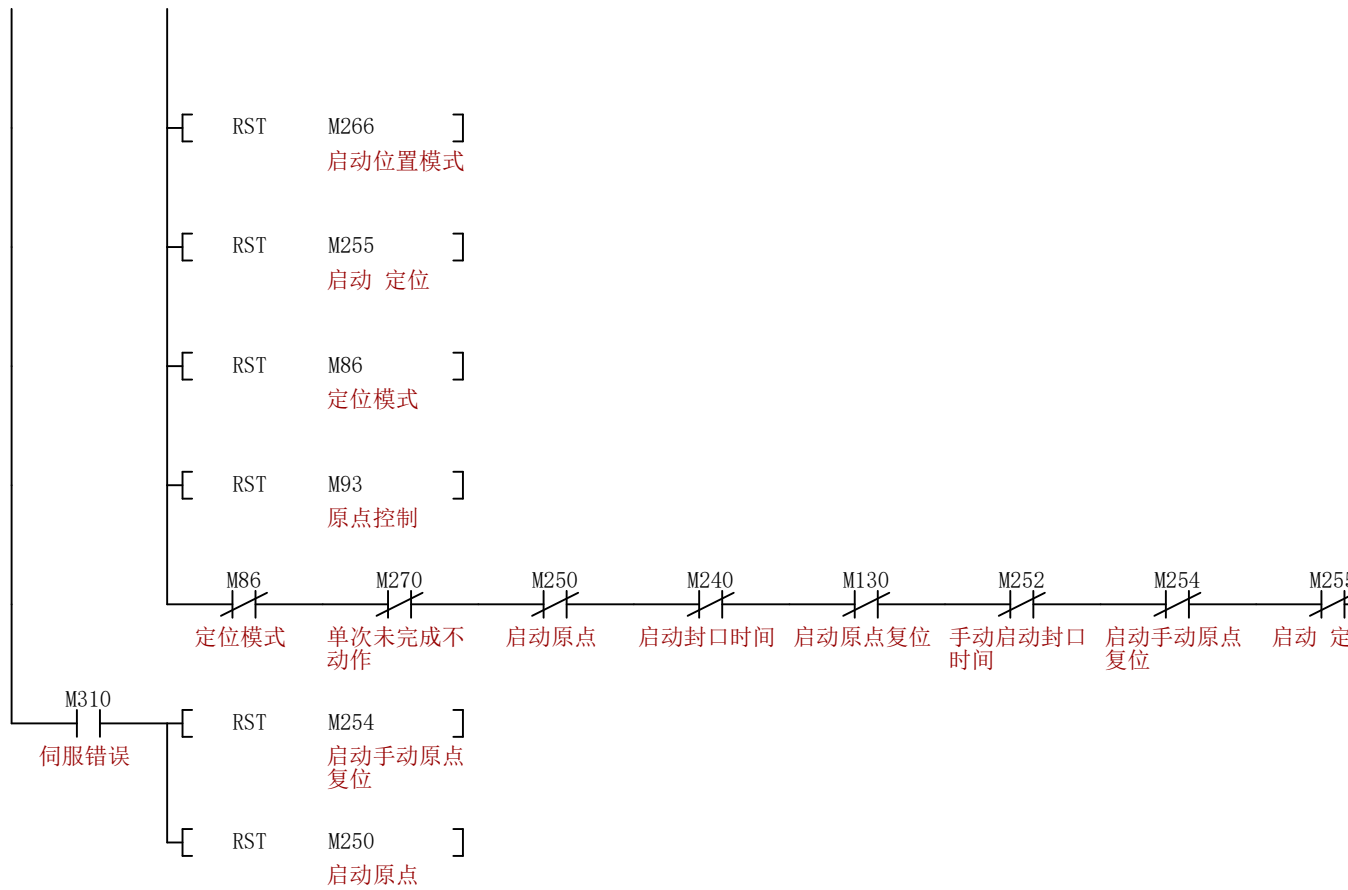 RST M266
启动位置模式
RST M255
启动 定位
RST M86
定位模式
RST M93
原点控制
M86 M270 M250 M240 M130 M252 M254 M255
定位模式 单次未完成不 启动原点 启动封口时间 启动原点复位 手动启动封口 启动手动原点 启动 定
动作 时间 复位
M310
RST M254
伺服错误 启动手动原点
复位
RST M250
启动原点